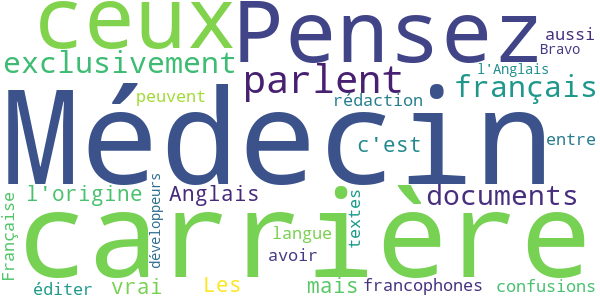 ceux
Pensez
aussi
Bravo
exclusivement
l'Anglais
parlent
français
peuvent
rédaction
Médecin
c'est
entre
l'origine
développeurs
Anglais
documents
Française
carrière
textes
langue
avoir
éditer
vrai
Les
mais
francophones
confusions